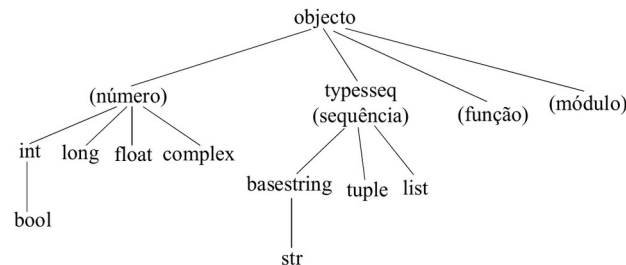 objecto
(número)
typesseq
(sequência)
(função)
(módulo)
int
long
float
complex
basestring
tuple
list
bool
str